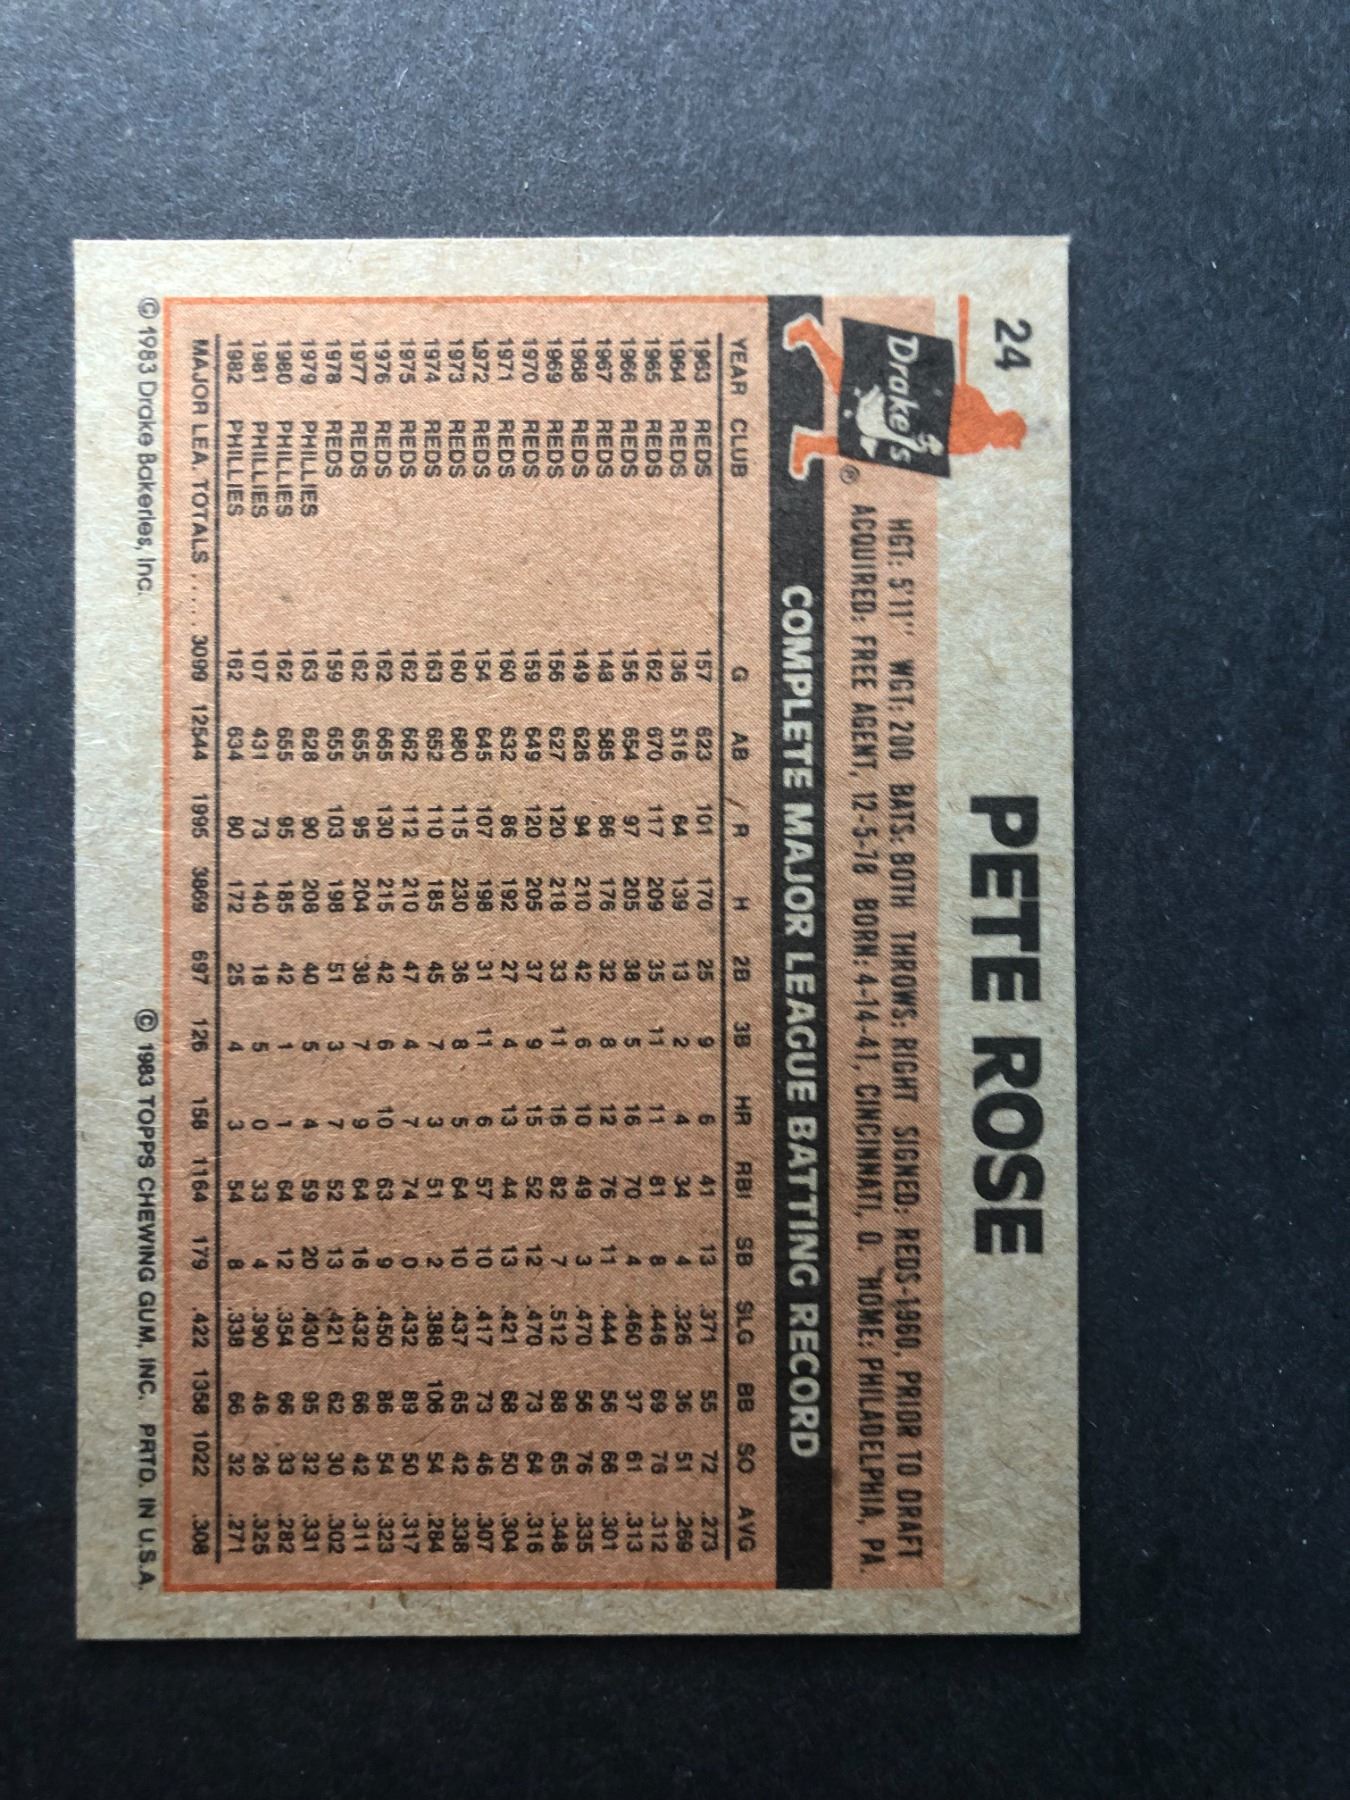 24 PETE ROSE
Drake's ®
HGT: 5'11" WGT: 200 BATS: BOTH THROWS: RIGHT SIGNED: REDS-1960, PRIOR TO DRAFT
ACQUIRED: FREE AGENT, 12-5-78 BORN: 4-14-41, CINCINNATI, O. HOME: PHILADELPHIA, PA.
COMPLETE MAJOR LEAGUE BATTING RECORD
YEAR CLUB G AB R H 2B 3B HR RBI SB SLG BB SO AVG
1963 REDS 157 623 101 170 25 9 6 41 13 .371 55 72 .273
1964 REDS 136 516 64 139 13 2 4 34 4 .326 36 51 .269
1965 REDS 162 670 117 209 35 11 11 81 8 .446 69 76 .312
1966 REDS 156 654 97 205 38 5 16 70 4 .460 37 61 .313
1967 REDS 148 585 86 176 32 8 12 76 11 .444 56 66 .301
1968 REDS 149 626 94 210 42 6 10 49 3 .470 56 76 .335
1969 REDS 156 627 120 218 33 11 16 82 7 .512 88 65 .348
1970 REDS 159 649 120 205 37 9 15 52 12 .470 73 64 .316
1971 REDS 160 632 86 192 27 4 13 44 13 .421 68 50 .304
1972 REDS 154 645 107 198 31 11 6 57 10 .417 73 46 .307
1973 REDS 160 680 115 230 36 8 5 64 10 .437 65 42 .338
1974 REDS 163 652 110 185 45 7 3 51 2 .388 106 54 .284
1975 REDS 162 662 112 210 47 4 7 74 0 .432 89 50 .317
1976 REDS 162 665 130 215 42 6 10 63 9 .450 86 54 .323
1977 REDS 162 655 95 204 38 7 9 64 16 .432 66 42 .311
1978 REDS 159 655 103 198 51 3 7 52 13 .421 62 30 .302
1979 PHILLIES 163 628 90 208 40 5 4 59 20 .430 95 32 .331
1980 PHILLIES 162 655 95 185 42 1 1 64 12 .354 66 33 .282
1981 PHILLIES 107 431 73 140 18 5 0 33 4 .390 46 26 .325
1982 PHILLIES 162 634 80 172 25 4 3 54 8 .338 66 32 .271
MAJOR LEA. TOTALS .... 3099 12544 1995 3869 697 126 158 1164 179 .422 1358 1022 .308
© 1983 Drake Bakeries, Inc. © 1983 TOPPS CHEWING GUM, INC. PRTD. IN U.S.A.